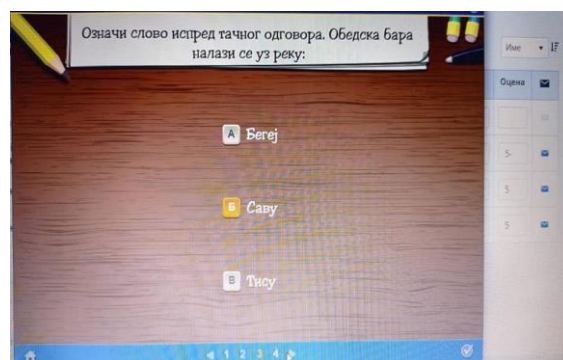 Означи слово испред тачног одговора. Обедска бара
налази се уз реку:
Име
Оцена
А Бегеј
5-
Б Саву
5
5
В Тису
1 2 3 4